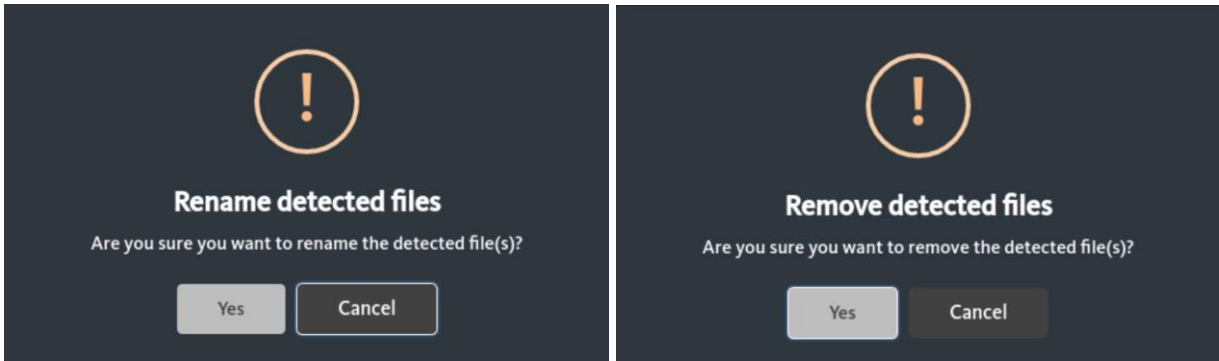 !
Rename detected files
Are you sure you want to rename the detected file(s)?
Yes
Cancel
!
Remove detected files
Are you sure you want to remove the detected file(s)?
Yes
Cancel